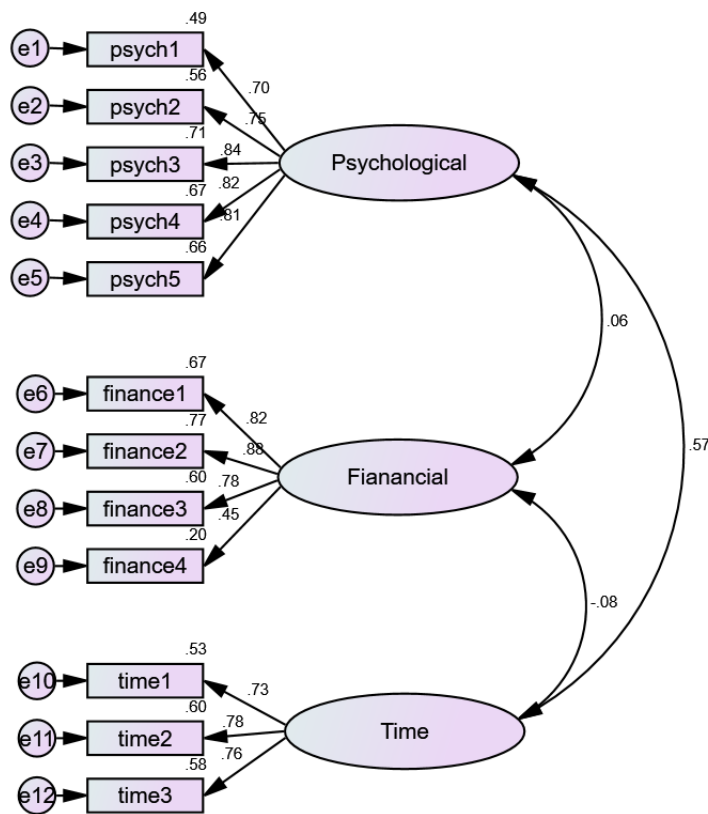 .49
e1 psych1
.70
.56
e2 psych2
.75
.71
e3 psych3
.84
Psychological
.67
.82
e4 psych4
.81
.66
e5 psych5
.06
.67
e6 finance1
.82
.77
e7 finance2
.88
.57
.60
.78
Fianancial
e8 finance3
.45
.20
e9 finance4
-.08
.53
e10 time1
.73
.60
e11 time2
.78
Time
.58
.76
e12 time3